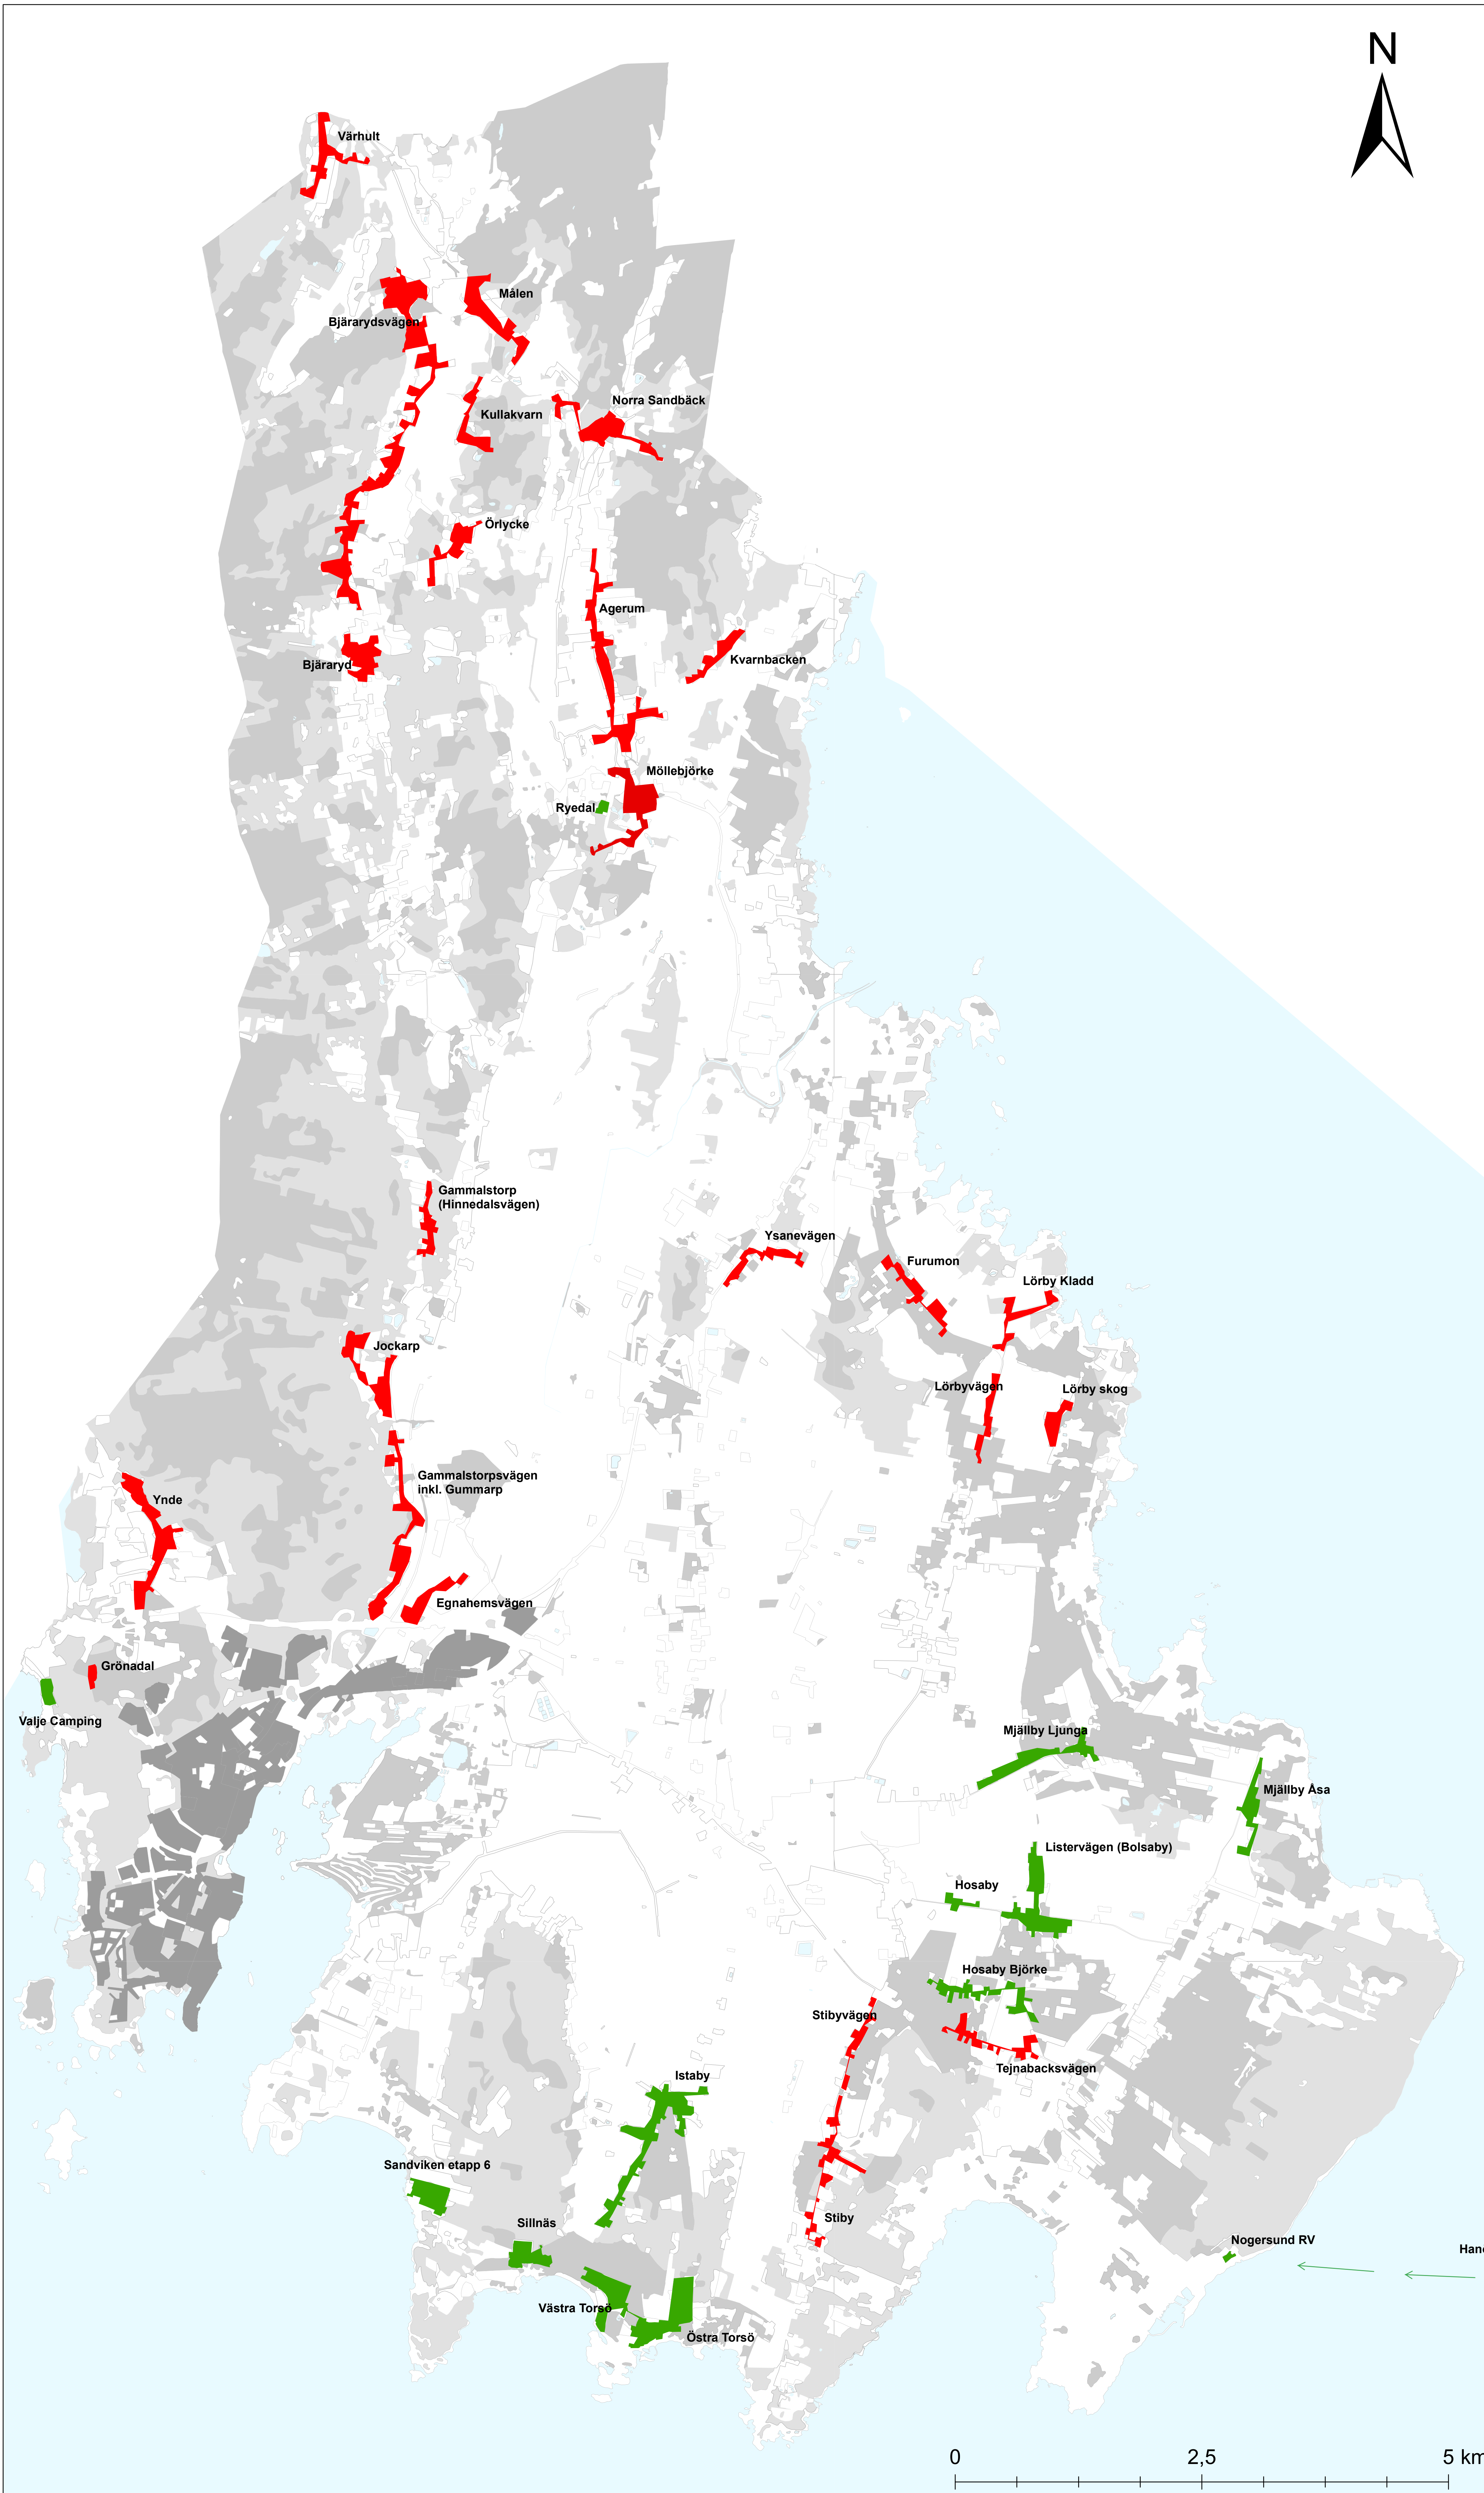 N
Värhult
Målen
Bjärarydsvägen
Norra Sandbäck
Kullakvarn
Örlycke
Agerum
Kvarnbacken
Bjäraryd
Möllebjörke
Ryedal
Gammalstorp
(Hinnedalsvägen)
Ysanevägen
Furumon
Lörby Kladd
Jockarp
Lörbyvägen
Lörby skog
Gammalstorpsvägen
inkl. Gummarp
Ynde
Egnahemsvägen
Grönadal
Valje Camping
Mjällby Ljunga
Mjällby Åsa
Listervägen (Bolsaby)
Hosaby
Hosaby Björke
Stibyvägen
Tejnabacksvägen
Istaby
Sandviken etapp 6
Stiby
Sillnäs
Nogersund RV
Västra Torsö
Östra Torsö
0 2,5 5 km